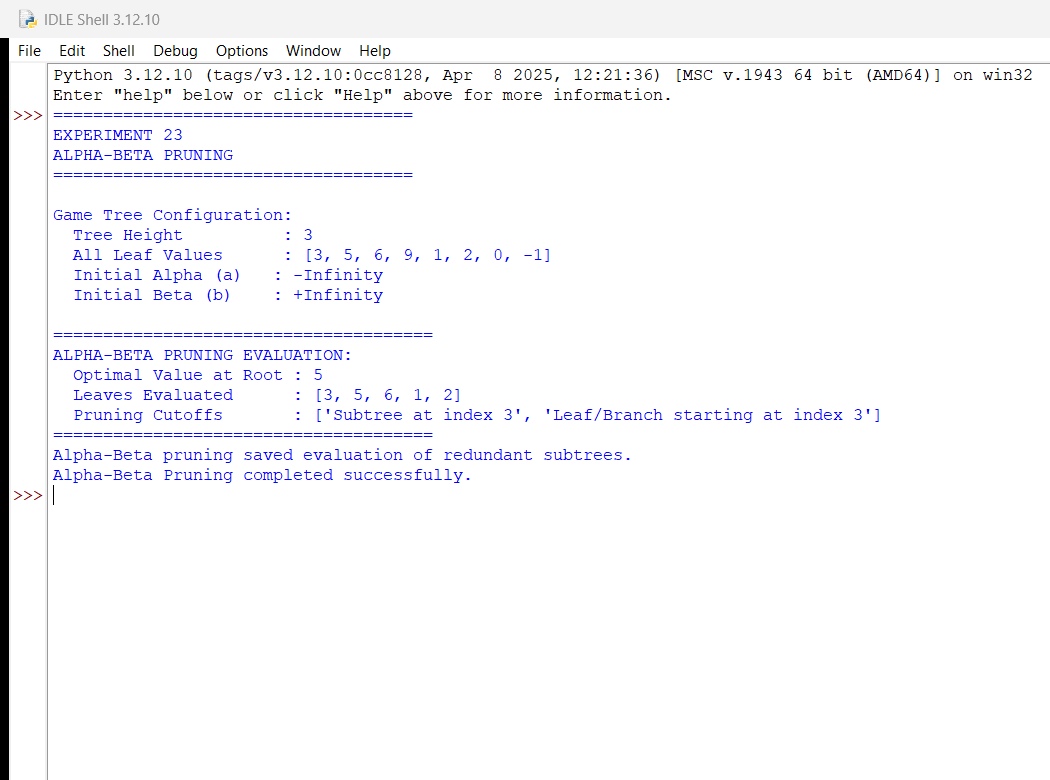 IDLE Shell 3.12.10
File Edit Shell Debug Options Window Help
Python 3.12.10 (tags/v3.12.10:0cc8128, Apr  8 2025, 12:21:36) [MSC v.1943 64 bit (AMD64)] on win32
Enter "help" below or click "Help" above for more information.
>>> ====================================
EXPERIMENT 23
ALPHA-BETA PRUNING
====================================
Game Tree Configuration:
  Tree Height          : 3
  All Leaf Values      : [3, 5, 6, 9, 1, 2, 0, -1]
  Initial Alpha (a)   : -Infinity
  Initial Beta (b)    : +Infinity
======================================
ALPHA-BETA PRUNING EVALUATION:
  Optimal Value at Root : 5
  Leaves Evaluated      : [3, 5, 6, 1, 2]
  Pruning Cutoffs       : ['Subtree at index 3', 'Leaf/Branch starting at index 3']
======================================
Alpha-Beta pruning saved evaluation of redundant subtrees.
Alpha-Beta Pruning completed successfully.
>>>